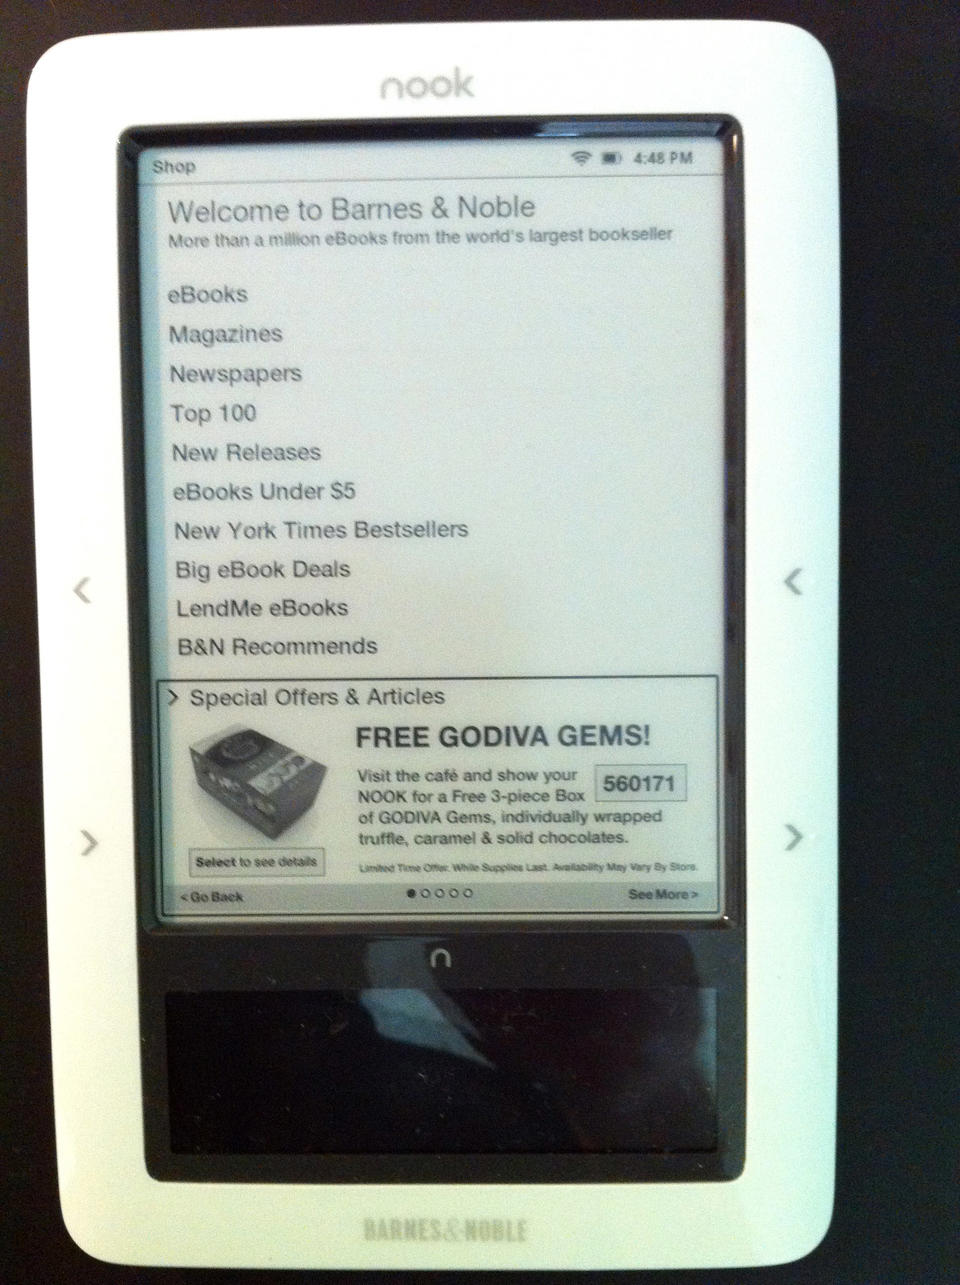 nook
Shop 4:48 PM
Welcome to Barnes & Noble
More than a million eBooks from the world's largest bookseller
eBooks
Magazines
Newspapers
Top 100
New Releases
eBooks Under $5
New York Times Bestsellers
Big eBook Deals
LendMe eBooks
B&N Recommends
> Special Offers & Articles
FREE GODIVA GEMS!
Visit the café and show your
NOOK for a Free 3-piece Box
560171
of GODIVA Gems, individually wrapped
truffle, caramel & solid chocolates.
Select to see details
Limited Time Offer. While Supplies Last. Availability May Vary By Store.
<Go Back See More>
n
BARNES&NOBLE